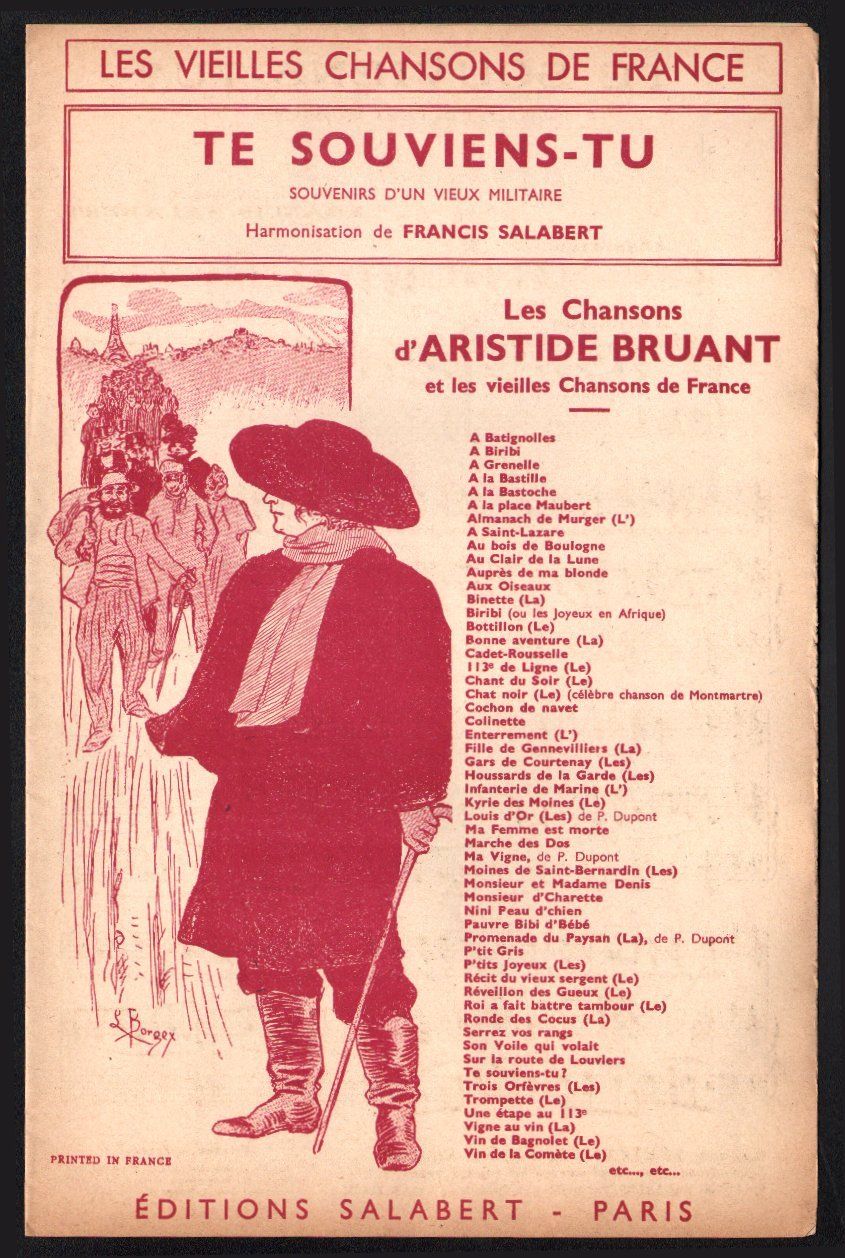 LES VIEILLES CHANSONS DE FRANCE
TE SOUVIENS-TU
SOUVENIRS D'UN VIEUX MILITAIRE
Harmonisation de FRANCIS SALABERT
Les Chansons
d'ARISTIDE BRUANT
et les vieilles Chansons de France
A Batignolles
A Biribi
A Grenelle
A la Bastille
A la Bastoche
A la place Maubert
Almanach de Murger (L')
A Saint-Lazare
Au bois de Boulogne
Au Clair de la Lune
Auprès de ma blonde
Aux Oiseaux
Binette (La)
Biribi (ou les Joyeux en Afrique)
Bottillon (Le)
Bonne aventure (La)
Cadet-Rousselle
113e de Ligne (Le)
Chant du Soir (Le)
Chat noir (Le) (célèbre chanson de Montmartre)
Cochon de navet
Colinette
Enterrement (L')
Fille de Gennevilliers (La)
Gars de Courtenay (Les)
Houssards de la Garde (Les)
Infanterie de Marine (L')
Kyrie des Moines (Le)
Louis d'Or (Les) de P. Dupont
Ma Femme est morte
Marche des Dos
Ma Vigne, de P. Dupont
Moines de Saint-Bernardin (Les)
Monsieur et Madame Denis
Monsieur d'Charette
Nini Peau d'chien
Pauvre Bibi d'Bébé
Promenade du Paysan (La), de P. Dupont
P'tit Gris
P'tits Joyeux (Les)
Récit du vieux sergent (Le)
Réveillon des Gueux (Le)
Roi a fait battre tambour (Le)
Ronde des Cocus (La)
Serrez vos rangs
Son Voile qui volait
Sur la route de Louviers
Te souviens-tu ?
Trois Orfèvres (Les)
Trompette (Le)
Une étape au 113e
Vigne au vin (La)
Vin de Bagnolet (Le)
Vin de la Comète (Le)
etc..., etc...
L. Borgex
PRINTED IN FRANCE
ÉDITIONS SALABERT - PARIS